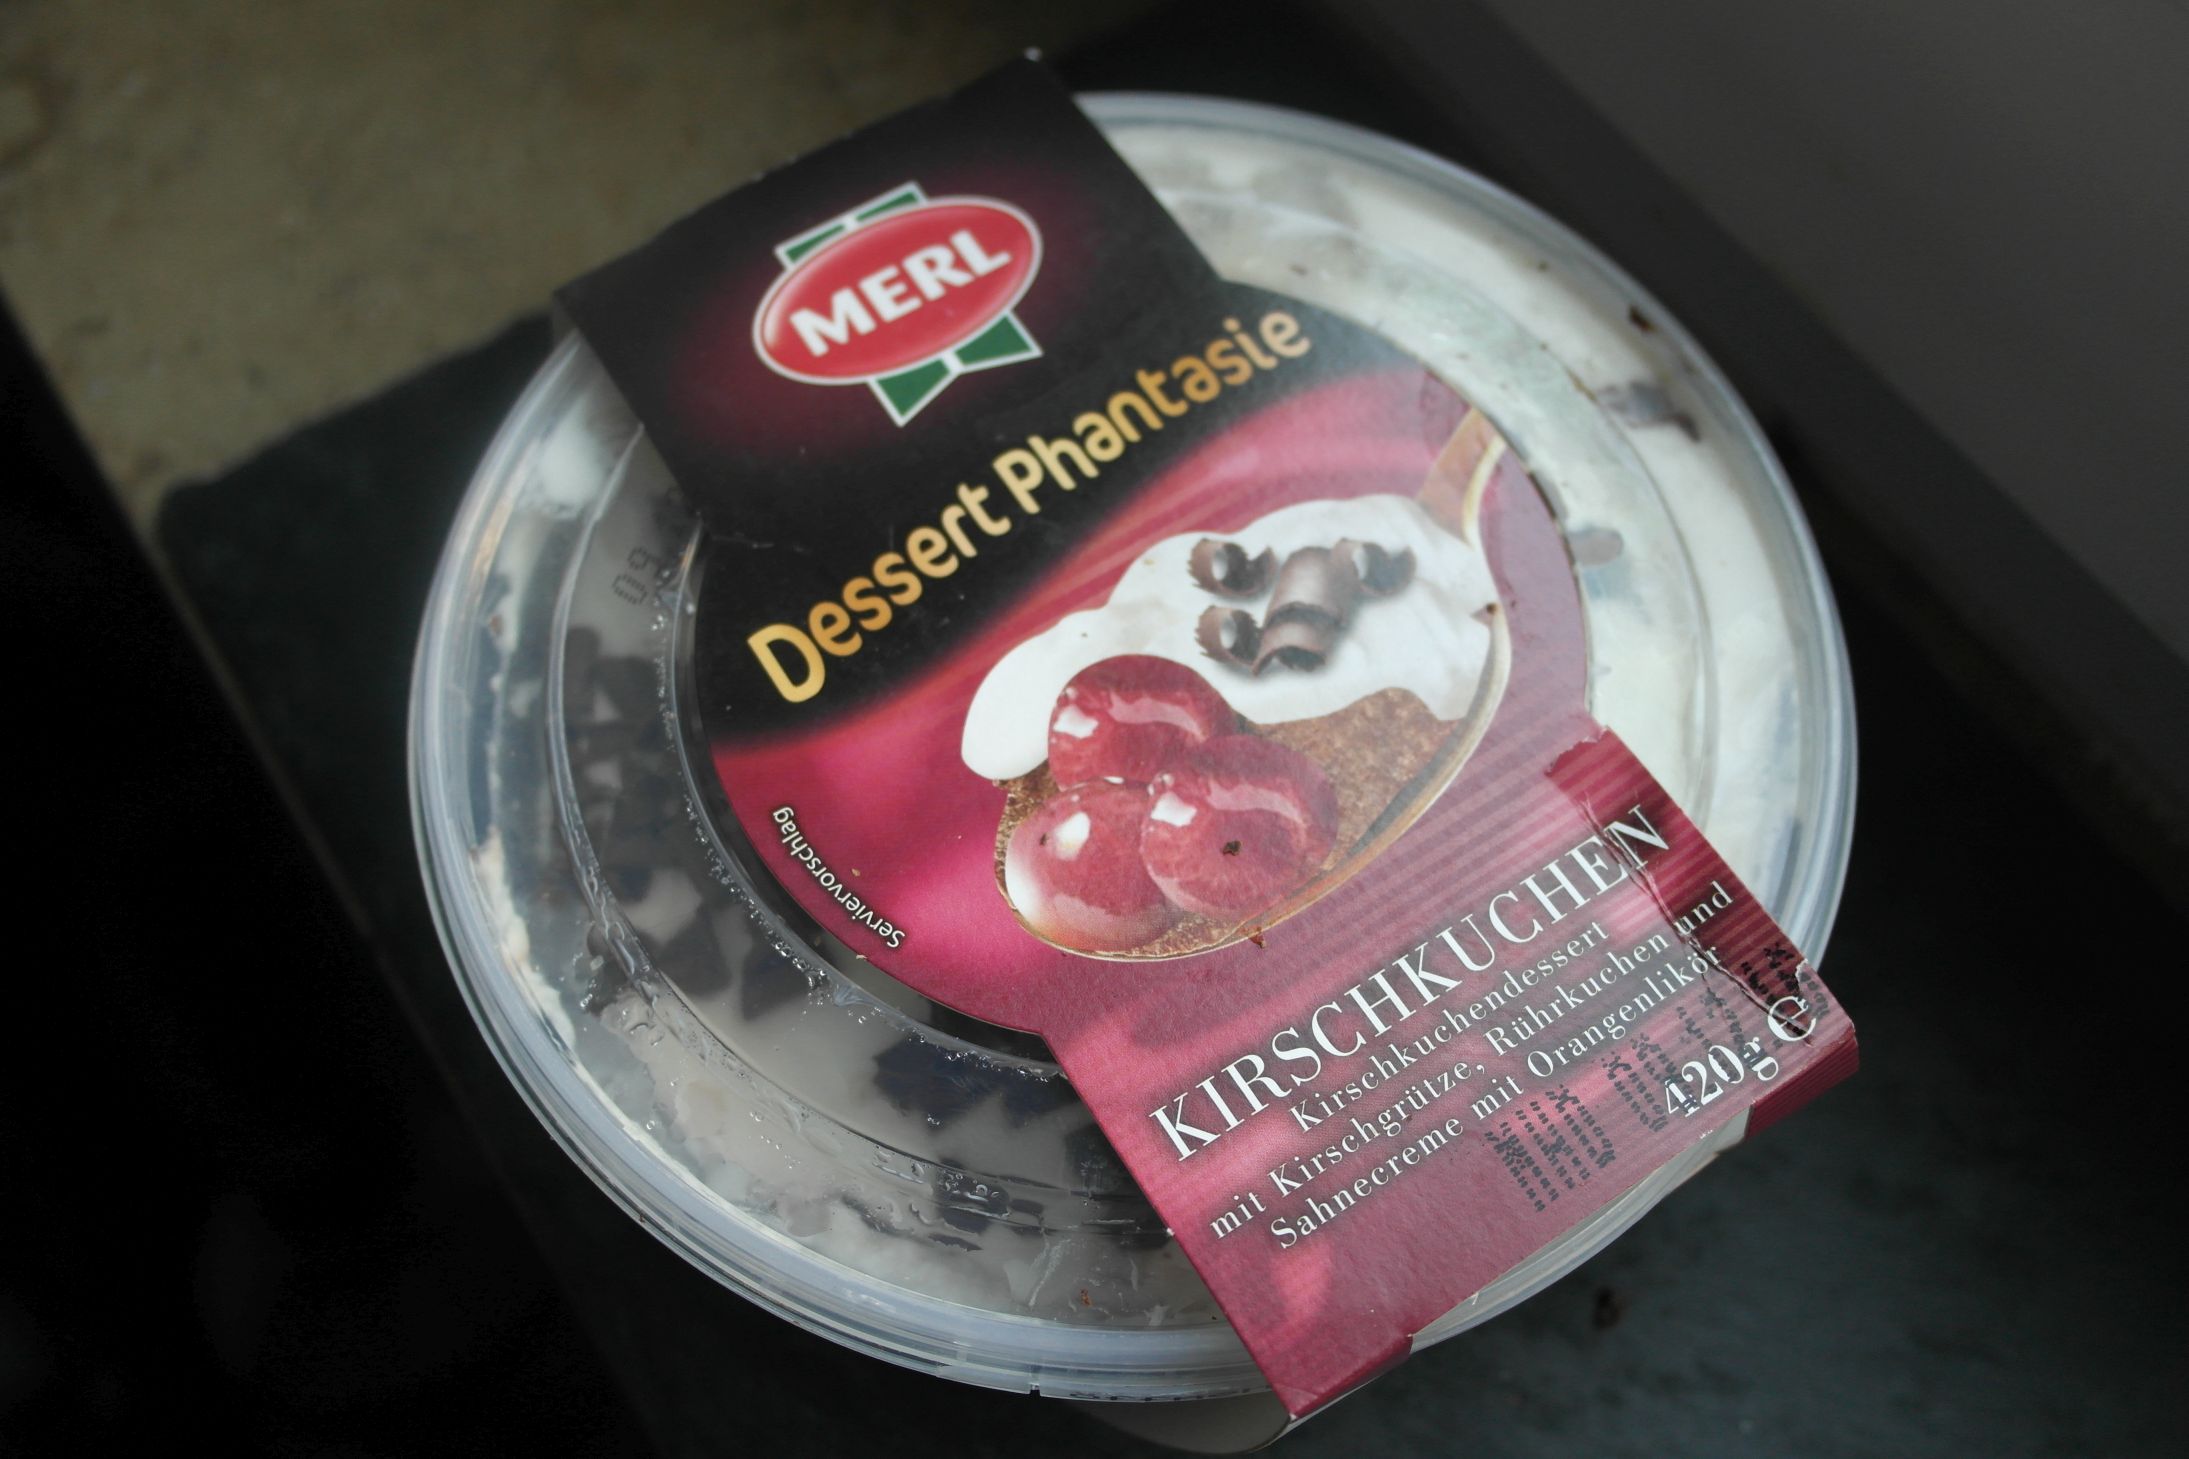 MERL
Dessert Phantasie
Serviervorschlag
KIRSCHKUCHEN
Kirschkuchendessert
mit Kirschgrütze, Rührkuchen und
Sahnecreme mit Orangenlikör
420g ℮